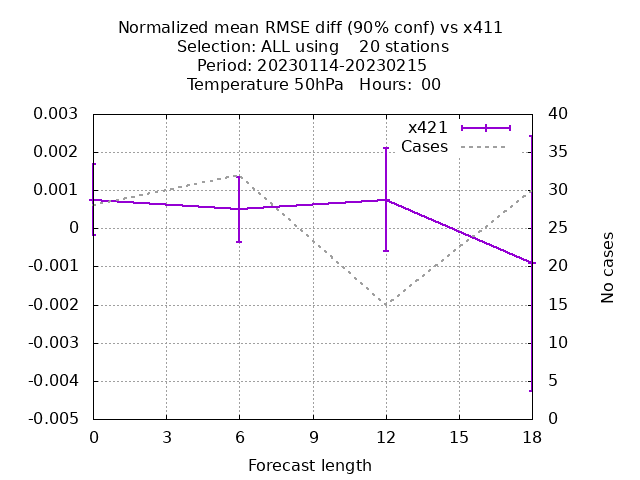 Normalized mean RMSE diff (90% conf) vs x411
Selection: ALL using    20 stations
Period: 20230114-20230215
Temperature 50hPa   Hours:  00
0.003
0.002
0.001
0
-0.001
-0.002
-0.003
-0.004
-0.005
40
35
30
25
20
15
10
5
0
x421
Cases
No cases
0 3 6 9 12 15 18
Forecast length